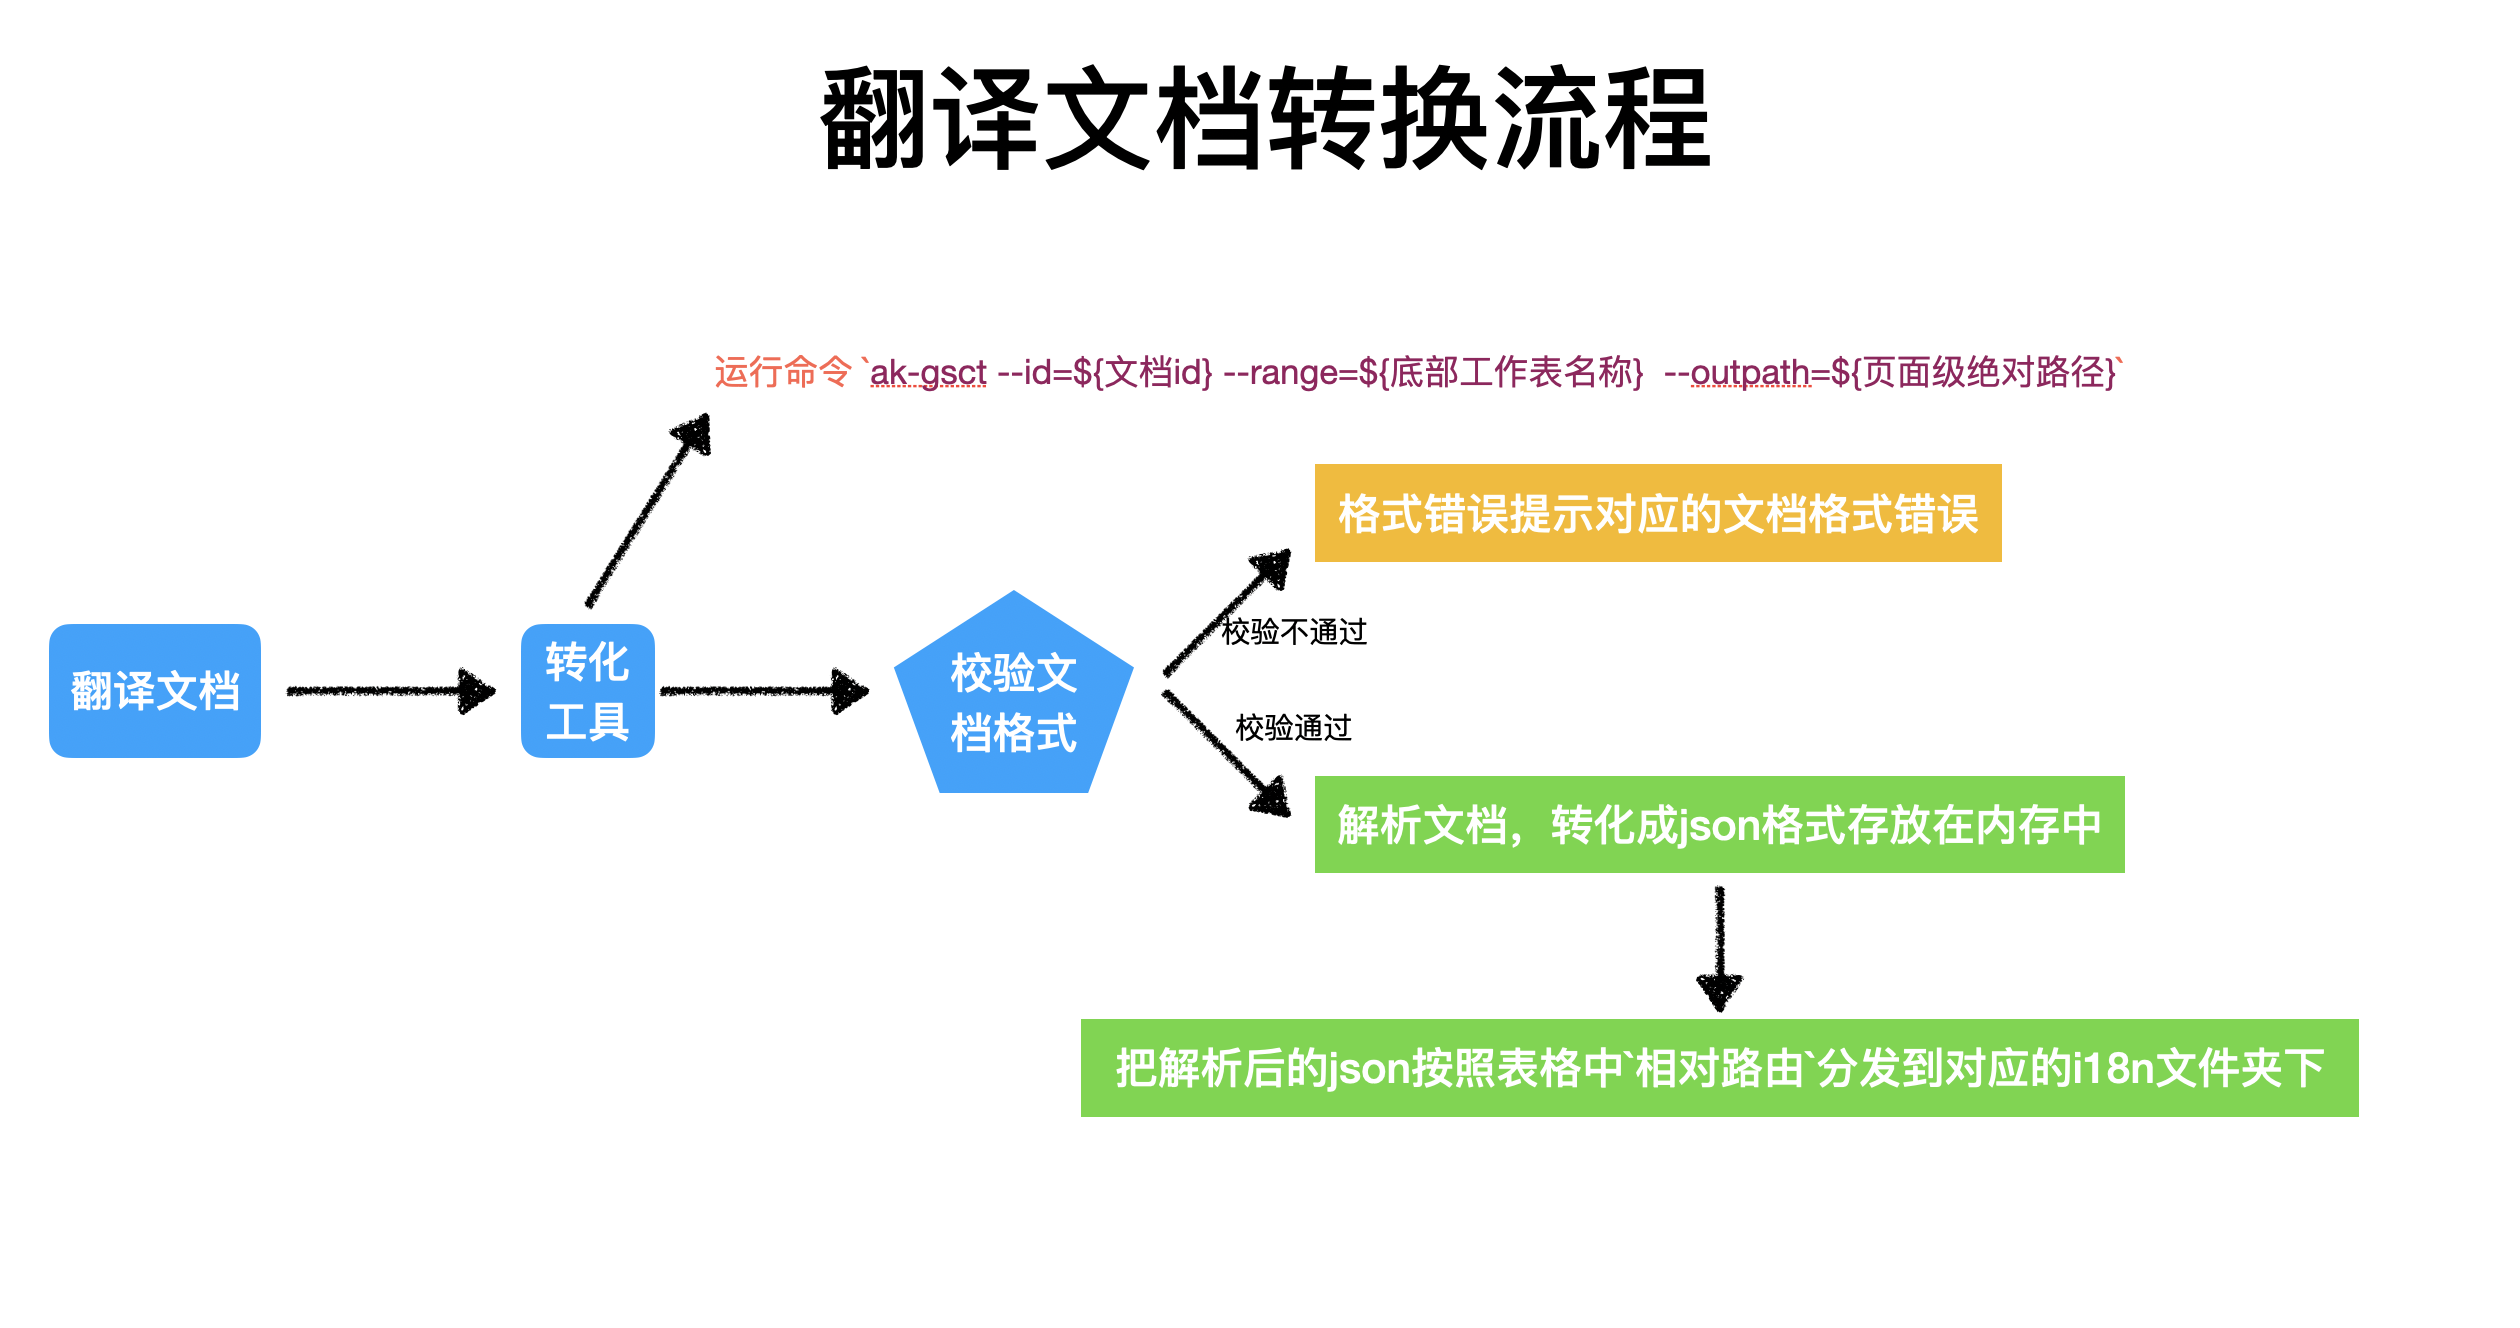 翻译文档转换流程
运行命令`ak-gsct --id=${文档id} --range=${底部工作表名称}  --outpath=${页面级绝对路径}`
格式错误提示对应的文档格式错误
校验不通过
翻译文档
转化
工具
校验文
档格式
校验通过
解析文档，转化成json格式存放在内存中
把解析后的json按照表格中`相对路由`分发到对应的i18n文件夹下